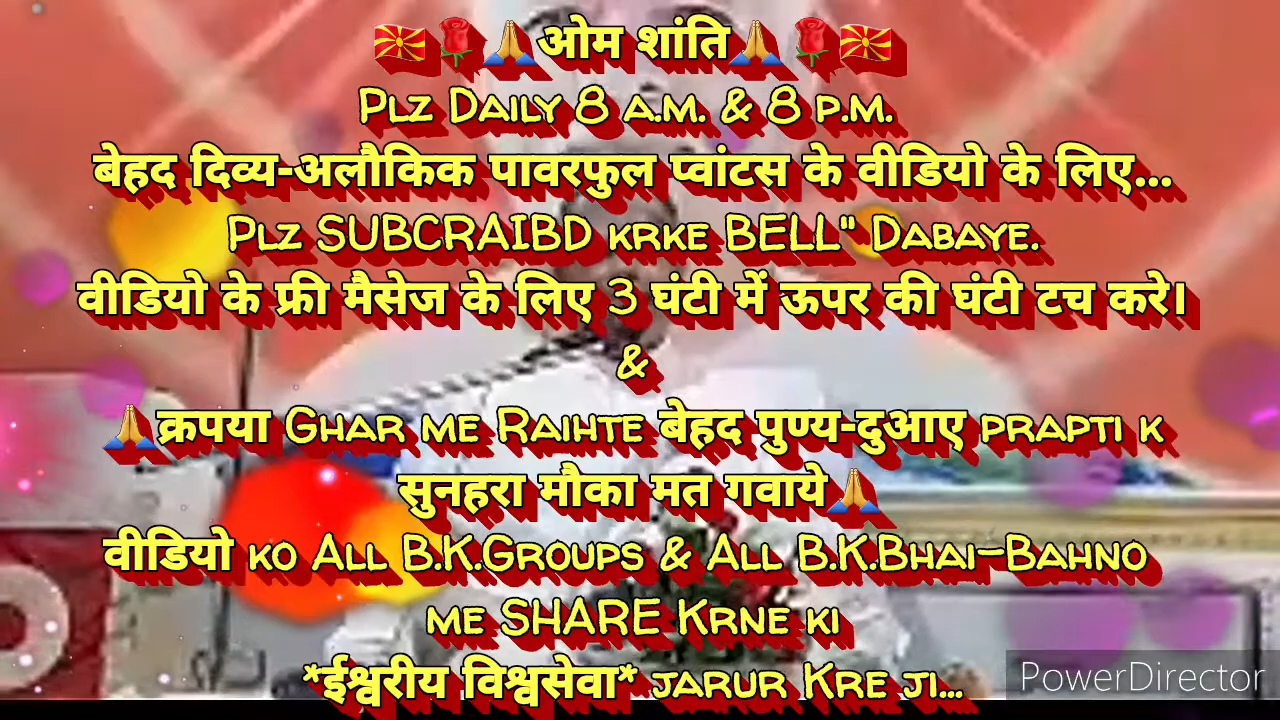 🇲🇰🌹🙏ओम शांति🙏🌹🇲🇰
Plz Daily 8 a.m. & 8 p.m.
बेहद दिव्य-अलौकिक पावरफुल प्वांटस के वीडियो के लिए...
Plz SUBCRAIBD krke BELL" Dabaye.
वीडियो के फ्री मैसेज के लिए 3 घंटी में ऊपर की घंटी टच करे।
&
🙏क्रपया Ghar me Raihte बेहद पुण्य-दुआए prapti k
सुनहरा मौका मत गवाये🙏
वीडियो ko All B.K.Groups & All B.K.Bhai-Bahno
me SHARE Krne ki
*ईश्वरीय विश्वसेवा* jarur Kre ji...
PowerDirector